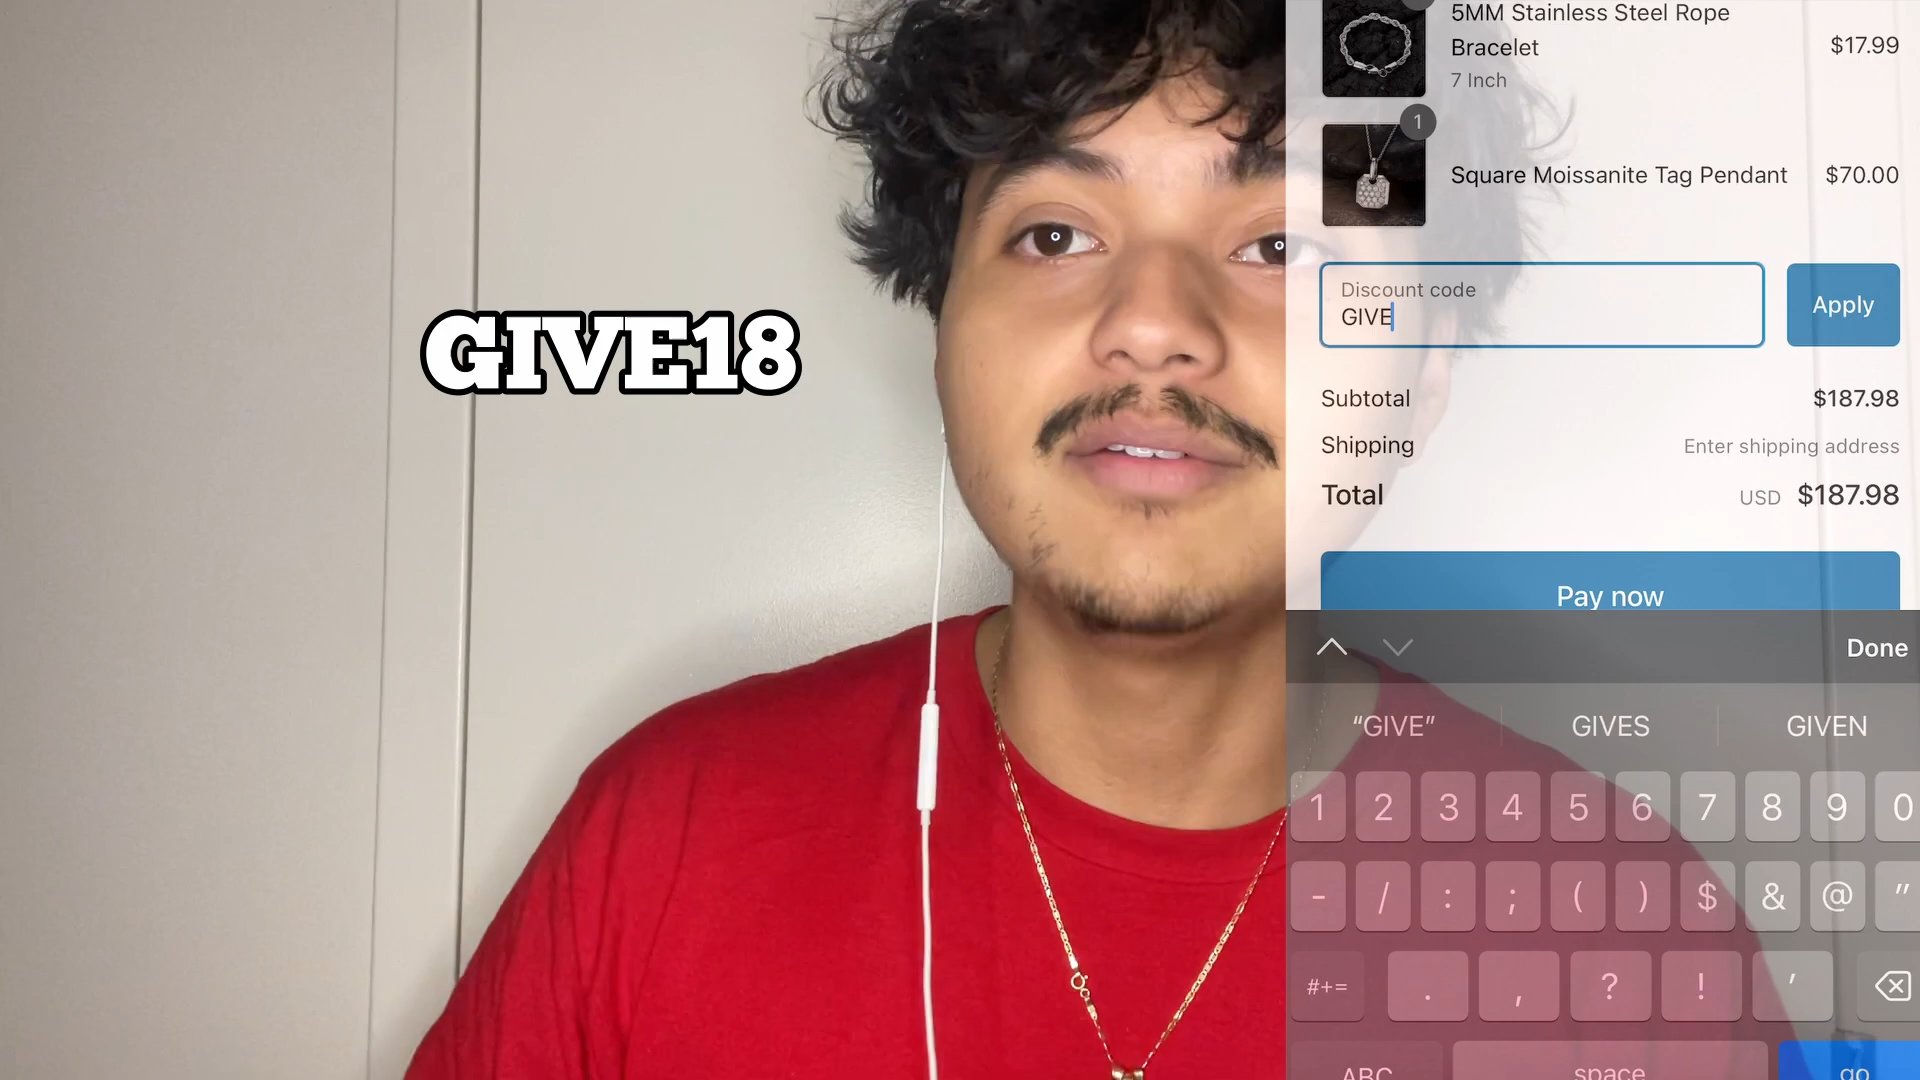 GIVE18
5MM Stainless Steel Rope
Bracelet
$17.99
7 Inch
1
Square Moissanite Tag Pendant $70.00
Discount code
GIVE
Apply
Subtotal $187.98
Shipping Enter shipping address
Total USD $187.98
Pay now
Done
“GIVE” GIVES GIVEN
1 2 3 4 5 6 7 8 9 0
- / : ; ( ) $ & @ "
#+= . , ? ! '
ABC space go